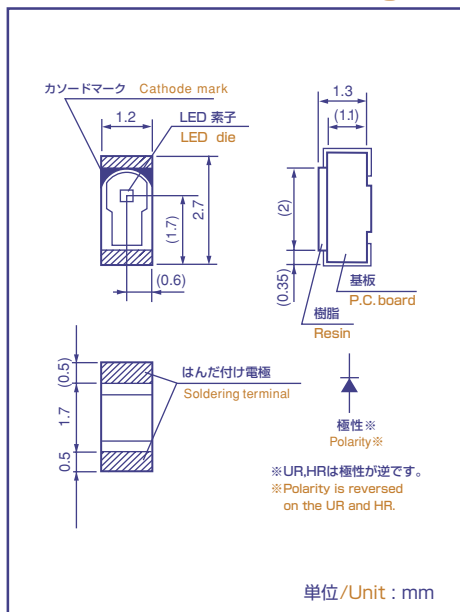 カソードマーク Cathode mark
1.2
LED 素子
LED die
1.3
(1.1)
(1.7)
2.7
(0.6)
(2)
(0.35)
基板
P.C. board
樹脂
Resin
(0.5)
1.7
0.5
はんだ付け電極
Soldering terminal
極性※
Polarity※
※UR,HRは極性が逆です。
※Polarity is reversed
on the UR and HR.
単位/Unit : mm